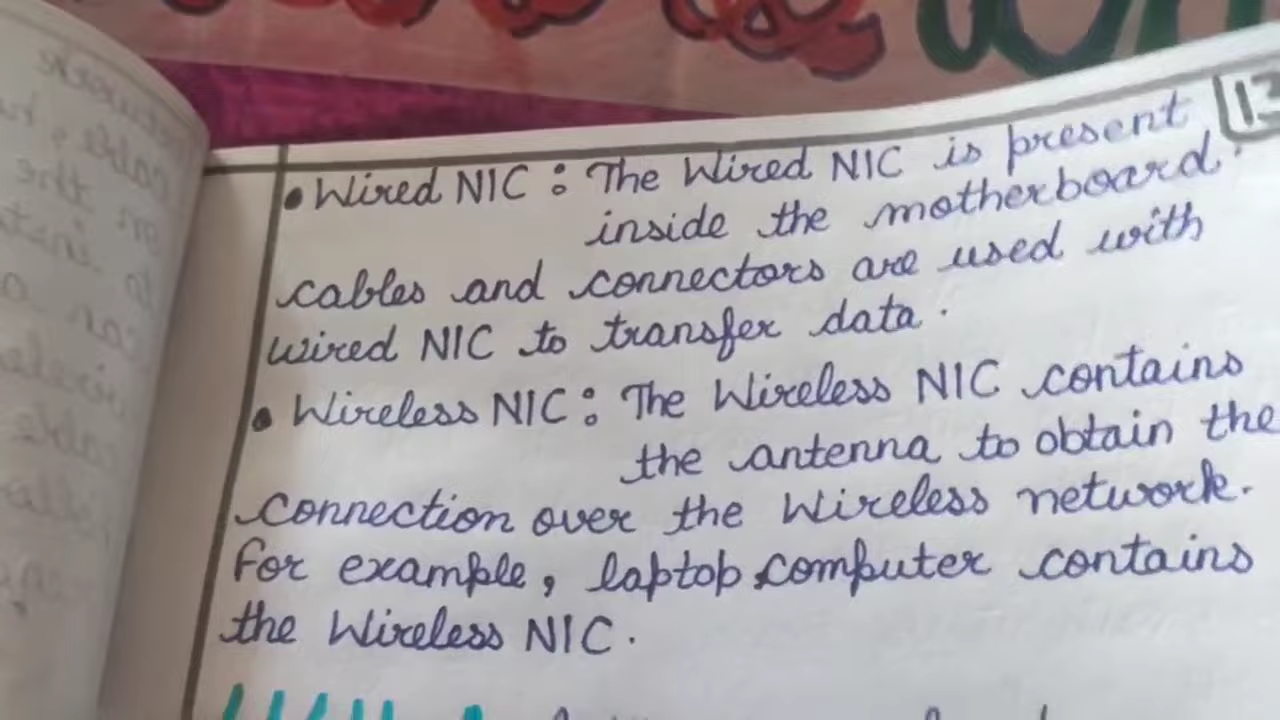 • Wired NIC : The Wired NIC is present
inside the motherboard.
cables and connectors are used with
wired NIC to transfer data.
• Wireless NIC : The Wireless NIC contains
the antenna to obtain the
connection over the Wireless network.
For example, laptop computer contains
the Wireless NIC.